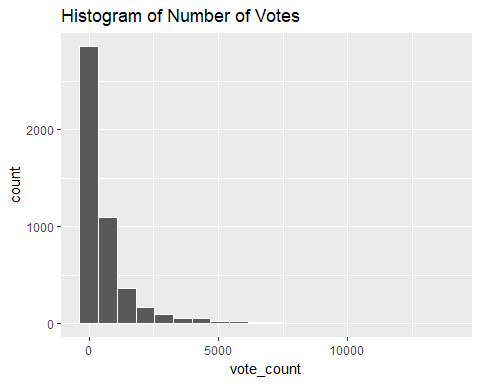 Histogram of Number of Votes
2000
1000
0
count
0 5000 10000
vote_count